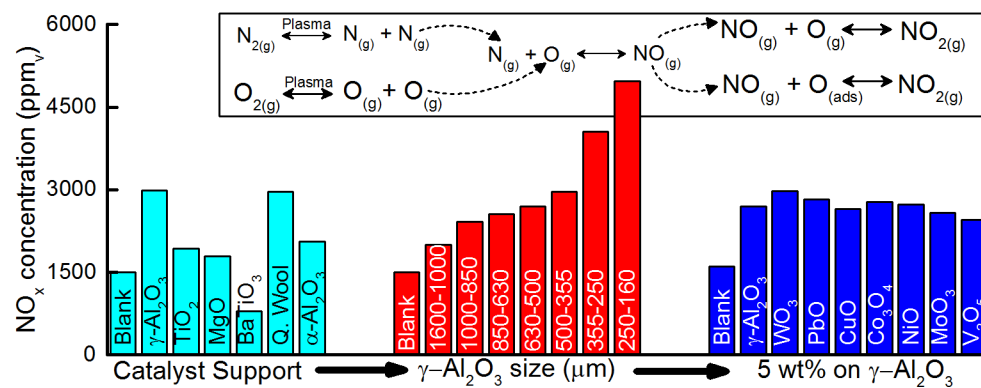 6000
4500
3000
1500
0
NOx concentration (ppmv)
N2(g) Plasma N(g) + N(g)
O2(g) Plasma O(g) + O(g)
N(g) + O(g) NO(g)
NO(g) + O(g) NO2(g)
NO(g) + O(ads) NO2(g)
Blank
γ-Al2O3
TiO2
MgO
BaTiO3
Q. Wool
α-Al2O3
Blank
1600-1000
1000-850
850-630
630-500
500-355
355-250
250-160
Blank
γ-Al2O3
WO3
PbO
CuO
Co3O4
NiO
MoO3
V2O5
Catalyst Support
γ–Al2O3 size (μm)
5 wt% on γ–Al2O3